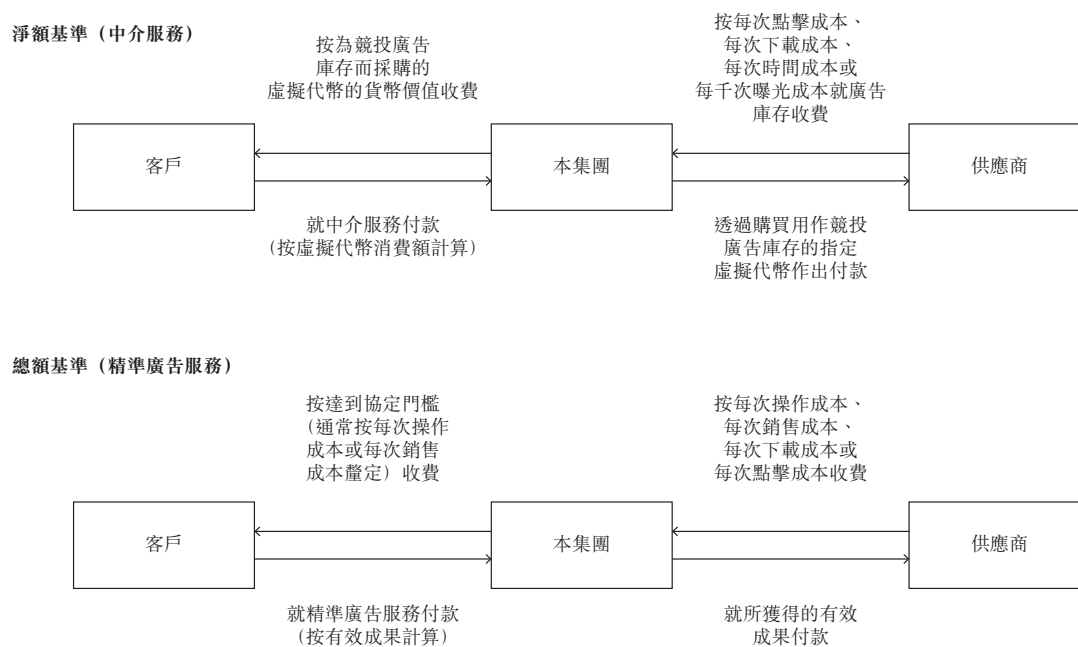 淨額基準（中介服務）
按為競投廣告
庫存而採購的
虛擬代幣的貨幣價值收費
按每次點擊成本、
每次下載成本、
每次時間成本或
每千次曝光成本就廣告
庫存收費
客戶
本集團
供應商
就中介服務付款
（按虛擬代幣消費額計算）
透過購買用作競投
廣告庫存的指定
虛擬代幣作出付款
總額基準（精準廣告服務）
按達到協定門檻
（通常按每次操作
成本或每次銷售
成本釐定）收費
按每次操作成本、
每次銷售成本、
每次下載成本或
每次點擊成本收費
客戶
本集團
供應商
就精準廣告服務付款
（按有效成果計算）
就所獲得的有效
成果付款